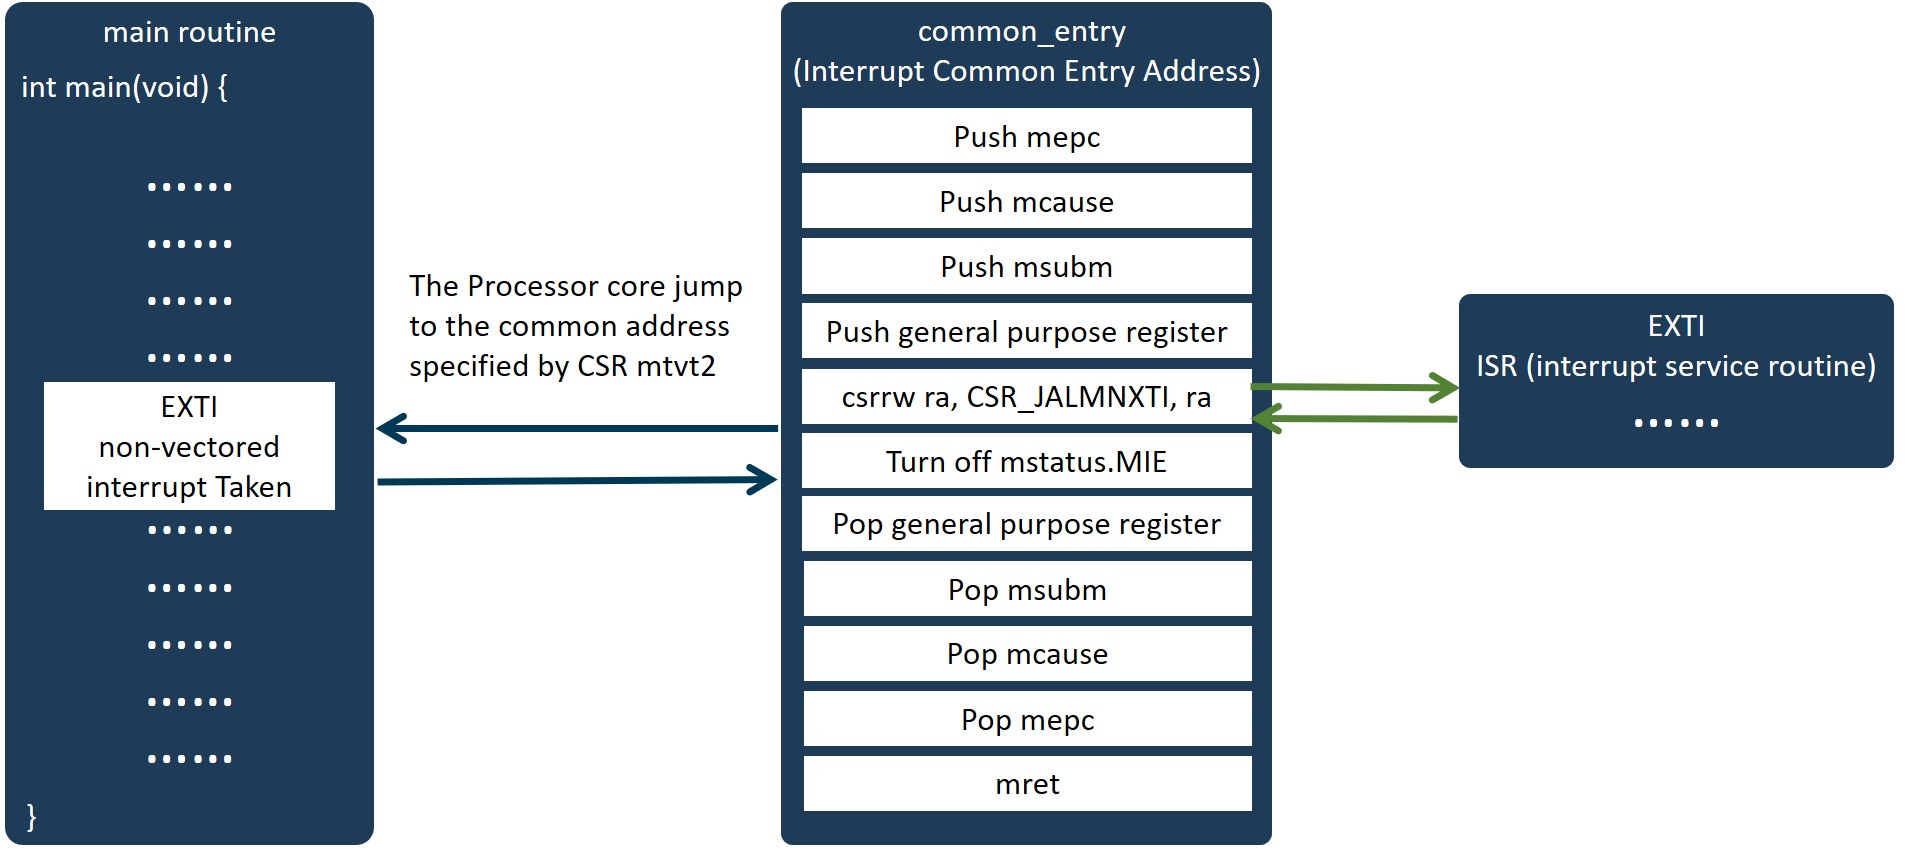 main routine
int main(void) {
......
......
......
......
EXTI
non-vectored
interrupt Taken
......
......
......
......
......
}
The Processor core jump
to the common address
specified by CSR mtvt2
common_entry
(Interrupt Common Entry Address)
Push mepc
Push mcause
Push msubm
Push general purpose register
csrrw ra, CSR_JALMNXTI, ra
Turn off mstatus.MIE
Pop general purpose register
Pop msubm
Pop mcause
Pop mepc
mret
EXTI
ISR (interrupt service routine)
......